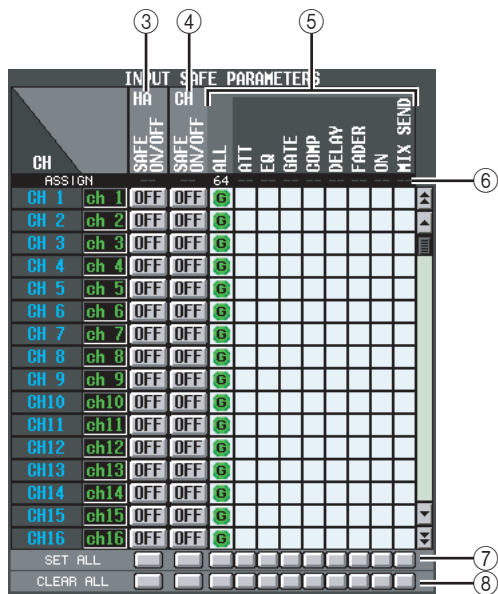 ③ ④ ⑤
INPUT SAFE PARAMETERS
HA CH
CH SAFE ON/OFF SAFE ON/OFF ALL ATT EQ GATE COMP DELAY FADER ON MIX SEND
ASSIGN -- -- 64 -- -- -- -- -- -- -- -- ⑥
CH 1 ch 1 OFF OFF G
CH 2 ch 2 OFF OFF G
CH 3 ch 3 OFF OFF G
CH 4 ch 4 OFF OFF G
CH 5 ch 5 OFF OFF G
CH 6 ch 6 OFF OFF G
CH 7 ch 7 OFF OFF G
CH 8 ch 8 OFF OFF G
CH 9 ch 9 OFF OFF G
CH10 ch10 OFF OFF G
CH11 ch11 OFF OFF G
CH12 ch12 OFF OFF G
CH13 ch13 OFF OFF G
CH14 ch14 OFF OFF G
CH15 ch15 OFF OFF G
CH16 ch16 OFF OFF G
SET ALL ⑦
CLEAR ALL ⑧